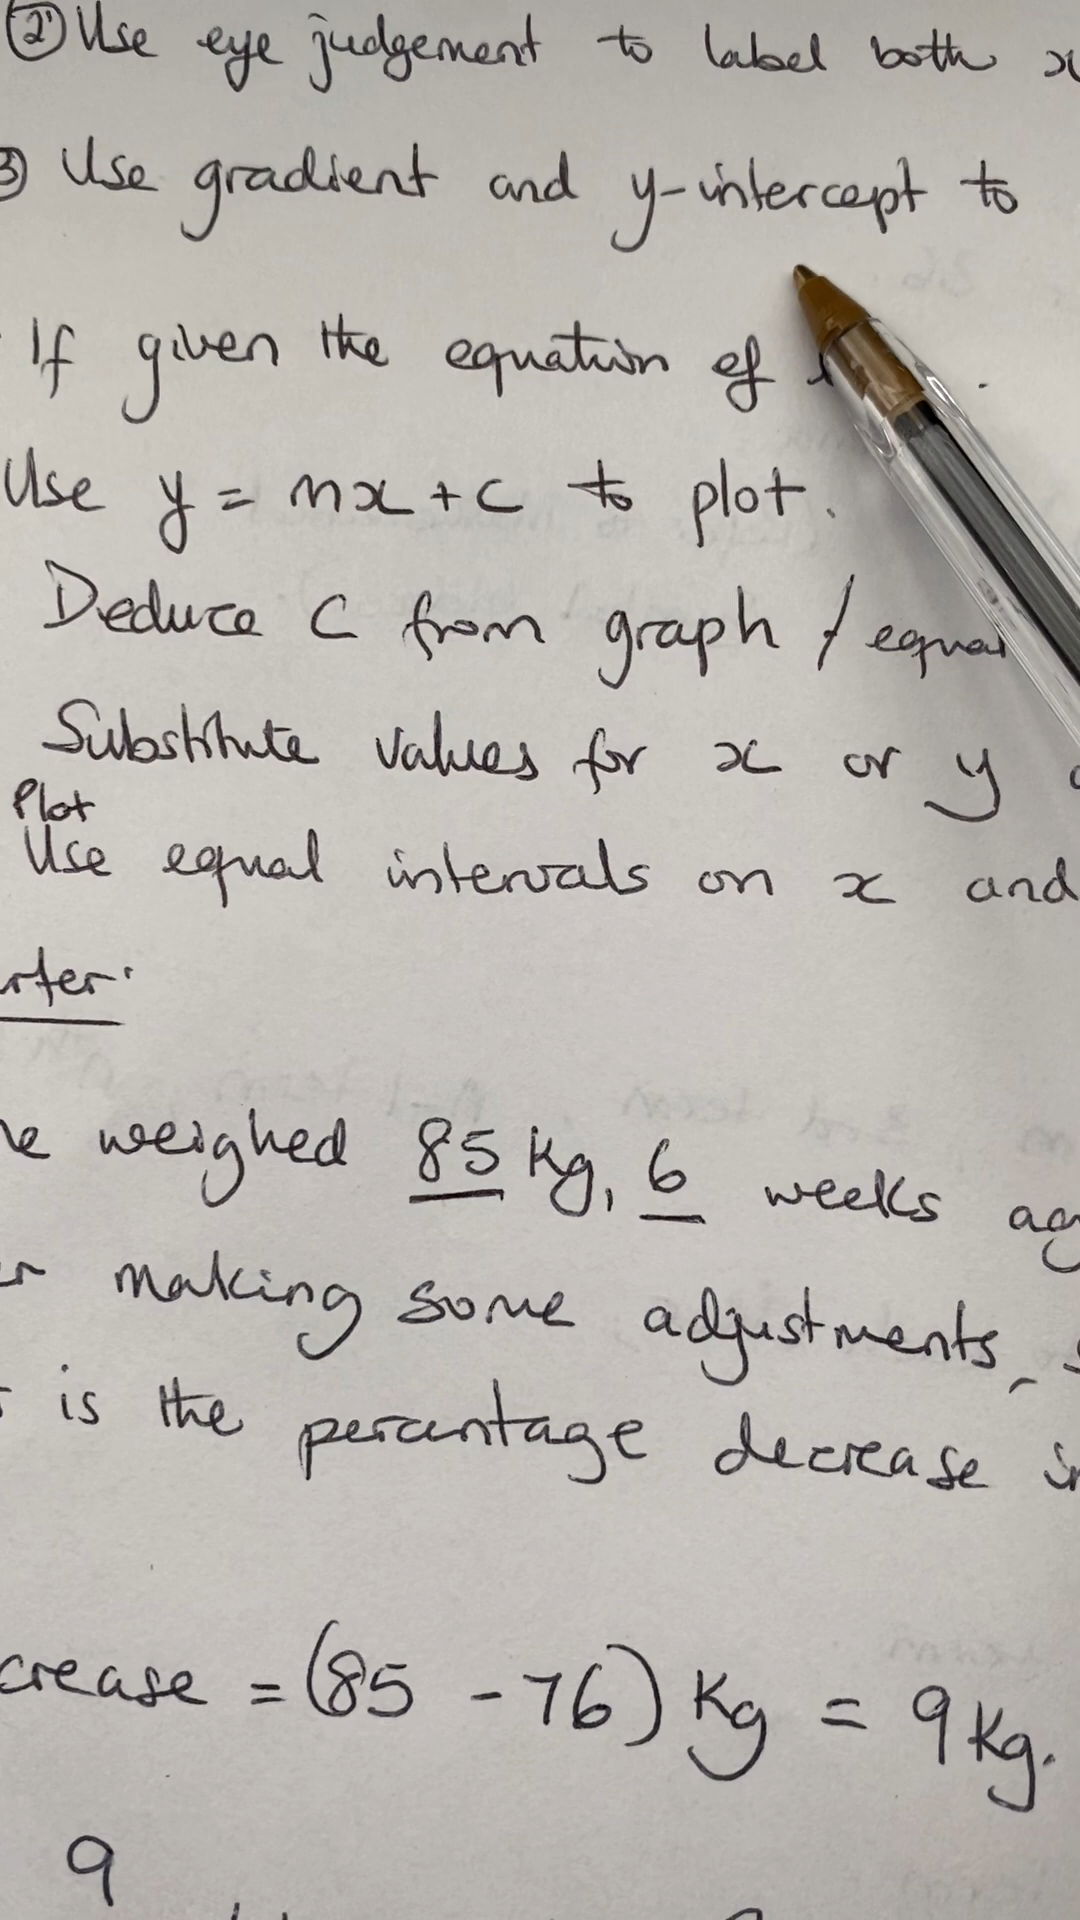 ② Use eye judgement to label both x
③ Use gradient and y-intercept to
If given the equation of
Use y = mx + c to plot.
Deduce C from graph / equa
Substitute values for x or y
Plot
Use equal intervals on x and
rter:
he weighed 85 Kg, 6 weeks ag
er making some adjustments, s
t is the percentage decrease in
crease = (85 - 76) Kg = 9 Kg.
9